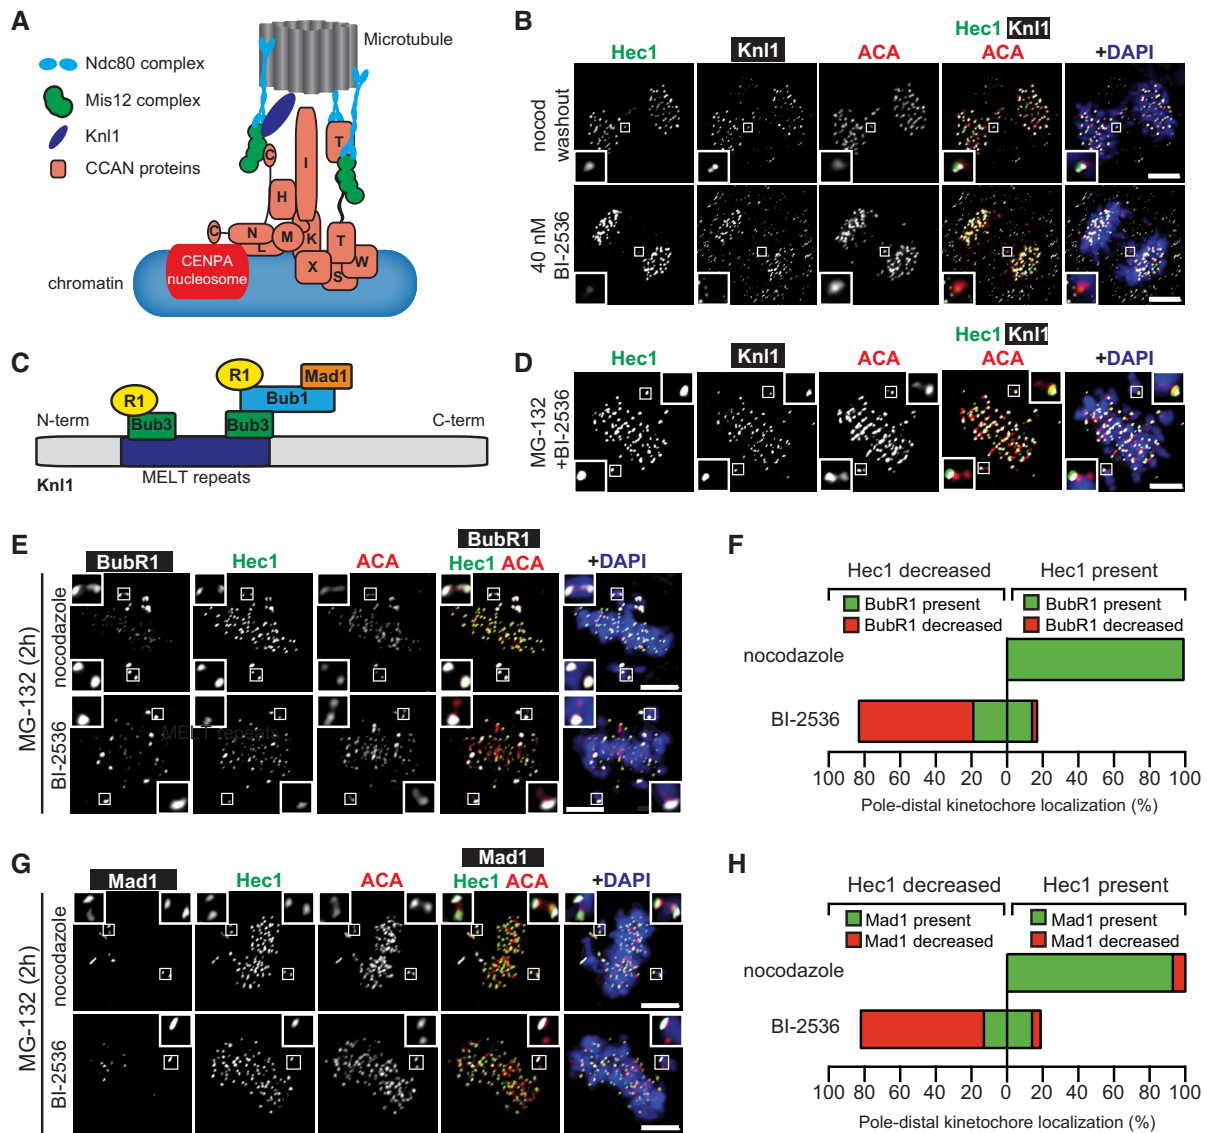 A
Microtubule
Ndc80 complex
Mis12 complex
Knl1
CCAN proteins
C
T
I
H
C
N
L
M
K
T
X
S
W
CENPA
nucleosome
chromatin
B
Hec1
Knl1
ACA
Hec1 Knl1
ACA
+DAPI
nocod
washout
40 nM
BI-2536
C
R1
R1
Mad1
Bub1
Bub3
Bub3
N-term
C-term
MELT repeats
Knl1
D
Hec1
Knl1
ACA
Hec1 Knl1
ACA
+DAPI
MG-132
+BI-2536
E
BubR1
Hec1
ACA
BubR1
Hec1 ACA
+DAPI
MG-132 (2h)
nocodazole
BI-2536
MELT repeats
F
Hec1 decreased
Hec1 present
BubR1 present
BubR1 decreased
BubR1 present
BubR1 decreased
nocodazole
BI-2536
100 80 60 40 20 0 20 40 60 80 100
Pole-distal kinetochore localization (%)
G
Mad1
Hec1
ACA
Mad1
Hec1 ACA
+DAPI
MG-132 (2h)
nocodazole
BI-2536
H
Hec1 decreased
Hec1 present
Mad1 present
Mad1 decreased
Mad1 present
Mad1 decreased
nocodazole
BI-2536
100 80 60 40 20 0 20 40 60 80 100
Pole-distal kinetochore localization (%)